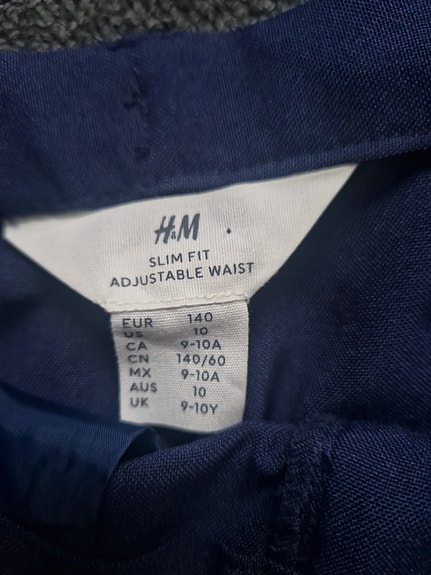 H&M
SLIM FIT
ADJUSTABLE WAIST
EUR 140
US 10
CA 9-10A
CN 140/60
MX 9-10A
AUS 10
UK 9-10Y